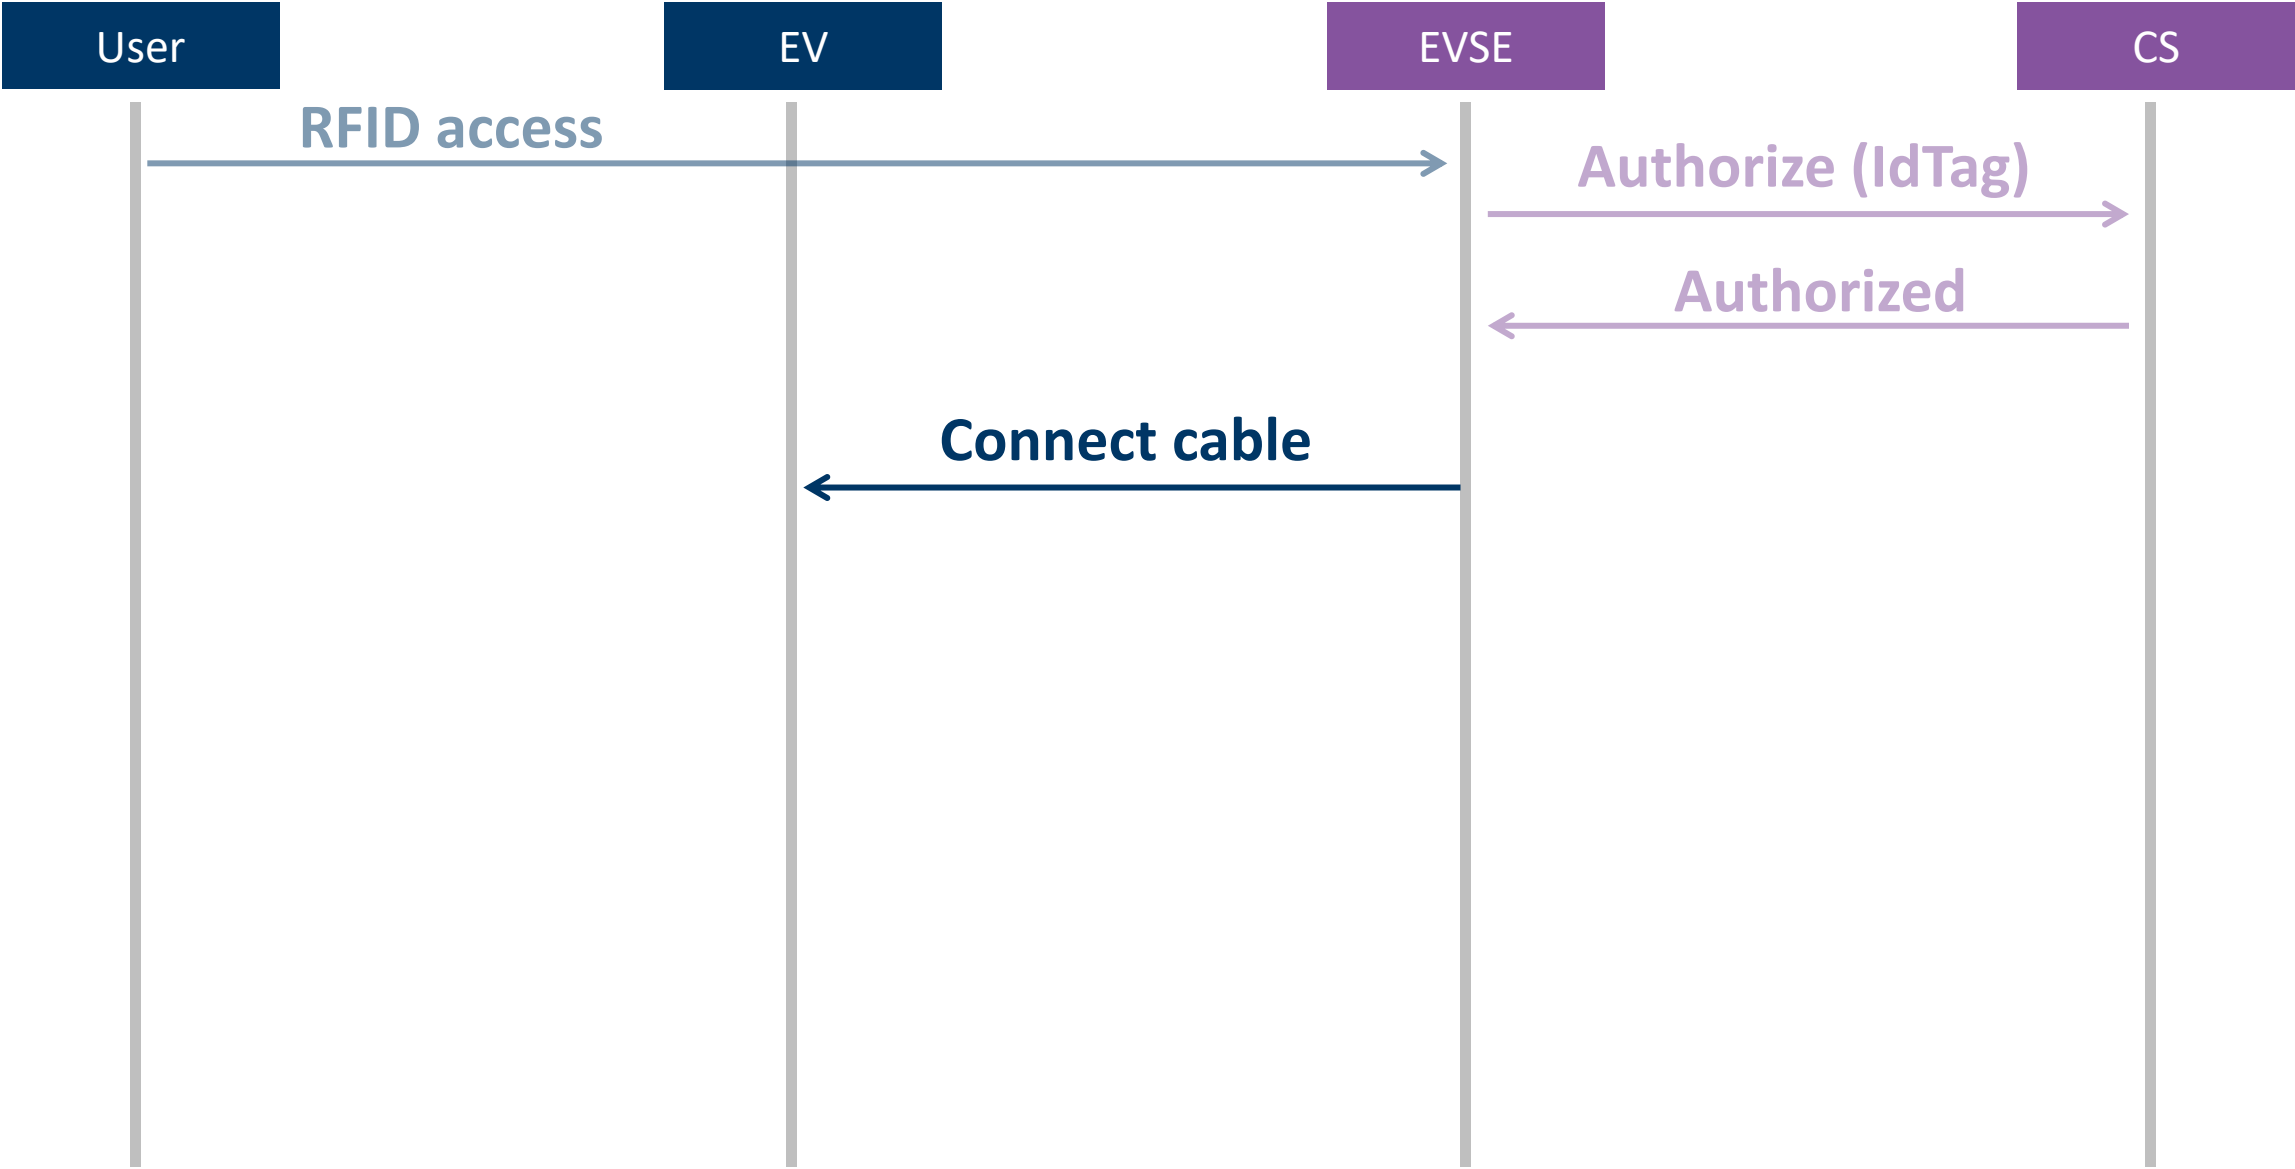 User
EV
EVSE
CS
RFID access
Authorize (IdTag)
Authorized
Connect cable